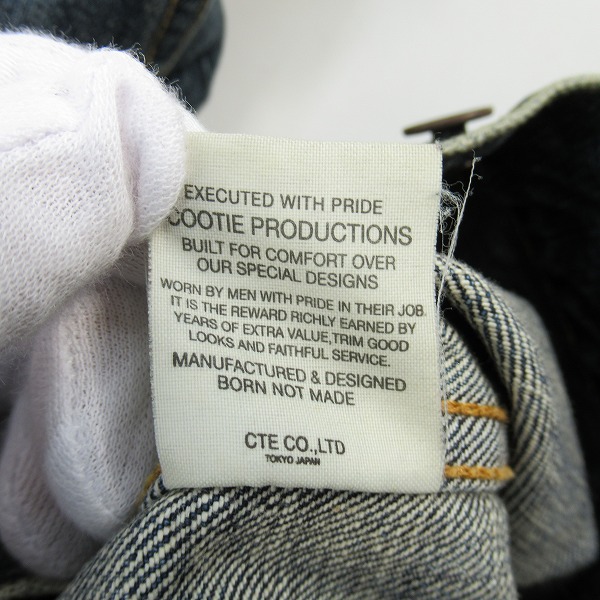 EXECUTED WITH PRIDE
COOTIE PRODUCTIONS
BUILT FOR COMFORT OVER
OUR SPECIAL DESIGNS
WORN BY MEN WITH PRIDE IN THEIR JOB.
IT IS THE REWARD RICHLY EARNED BY
YEARS OF EXTRA VALUE,TRIM GOOD
LOOKS AND FAITHFUL SERVICE.
MANUFACTURED & DESIGNED
BORN NOT MADE
CTE CO.,LTD
TOKYO JAPAN